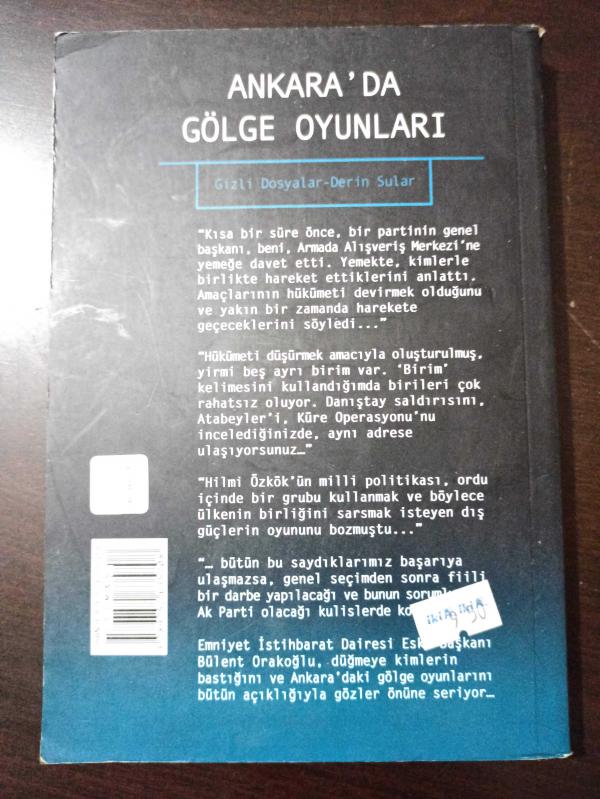 ANKARA'DA
GÖLGE OYUNLARI
Gizli Dosyalar-Derin Sular
"Kısa bir süre önce, bir partinin genel
başkanı, beni, Armada Alışveriş Merkezi'ne
yemeğe davet etti. Yemekte, kimlerle
birlikte hareket ettiklerini anlattı.
Amaçlarının hükümeti devirmek olduğunu
ve yakın bir zamanda harekete
geçeceklerini söyledi..."
"Hükümeti düşürmek amacıyla oluşturulmuş,
yirmi beş ayrı birim var. 'Birim'
kelimesini kullandığımda birileri çok
rahatsız oluyor. Danıştay saldırısını,
Atabeyler'i, Küre Operasyonu'nu
incelediğinizde, aynı adrese
ulaşıyorsunuz…"
"Hilmi Özkök'ün milli politikası, ordu
içinde bir grubu kullanmak ve böylece
ülkenin birliğini sarsmak isteyen dış
güçlerin oyununu bozmuştu..."
"… bütün bu saydıklarımız başarıya
ulaşmazsa, genel seçimden sonra fiili
bir darbe yapılacağı ve bunun
Ak Parti olacağı kulislerde
Emniyet İstihbarat Dairesi Eski Başkanı
Bülent Orakoğlu, düğmeye kimlerin
bastığını ve Ankara'daki gölge oyunlarını
bütün açıklığıyla gözler önüne seriyor…
iki A iki A